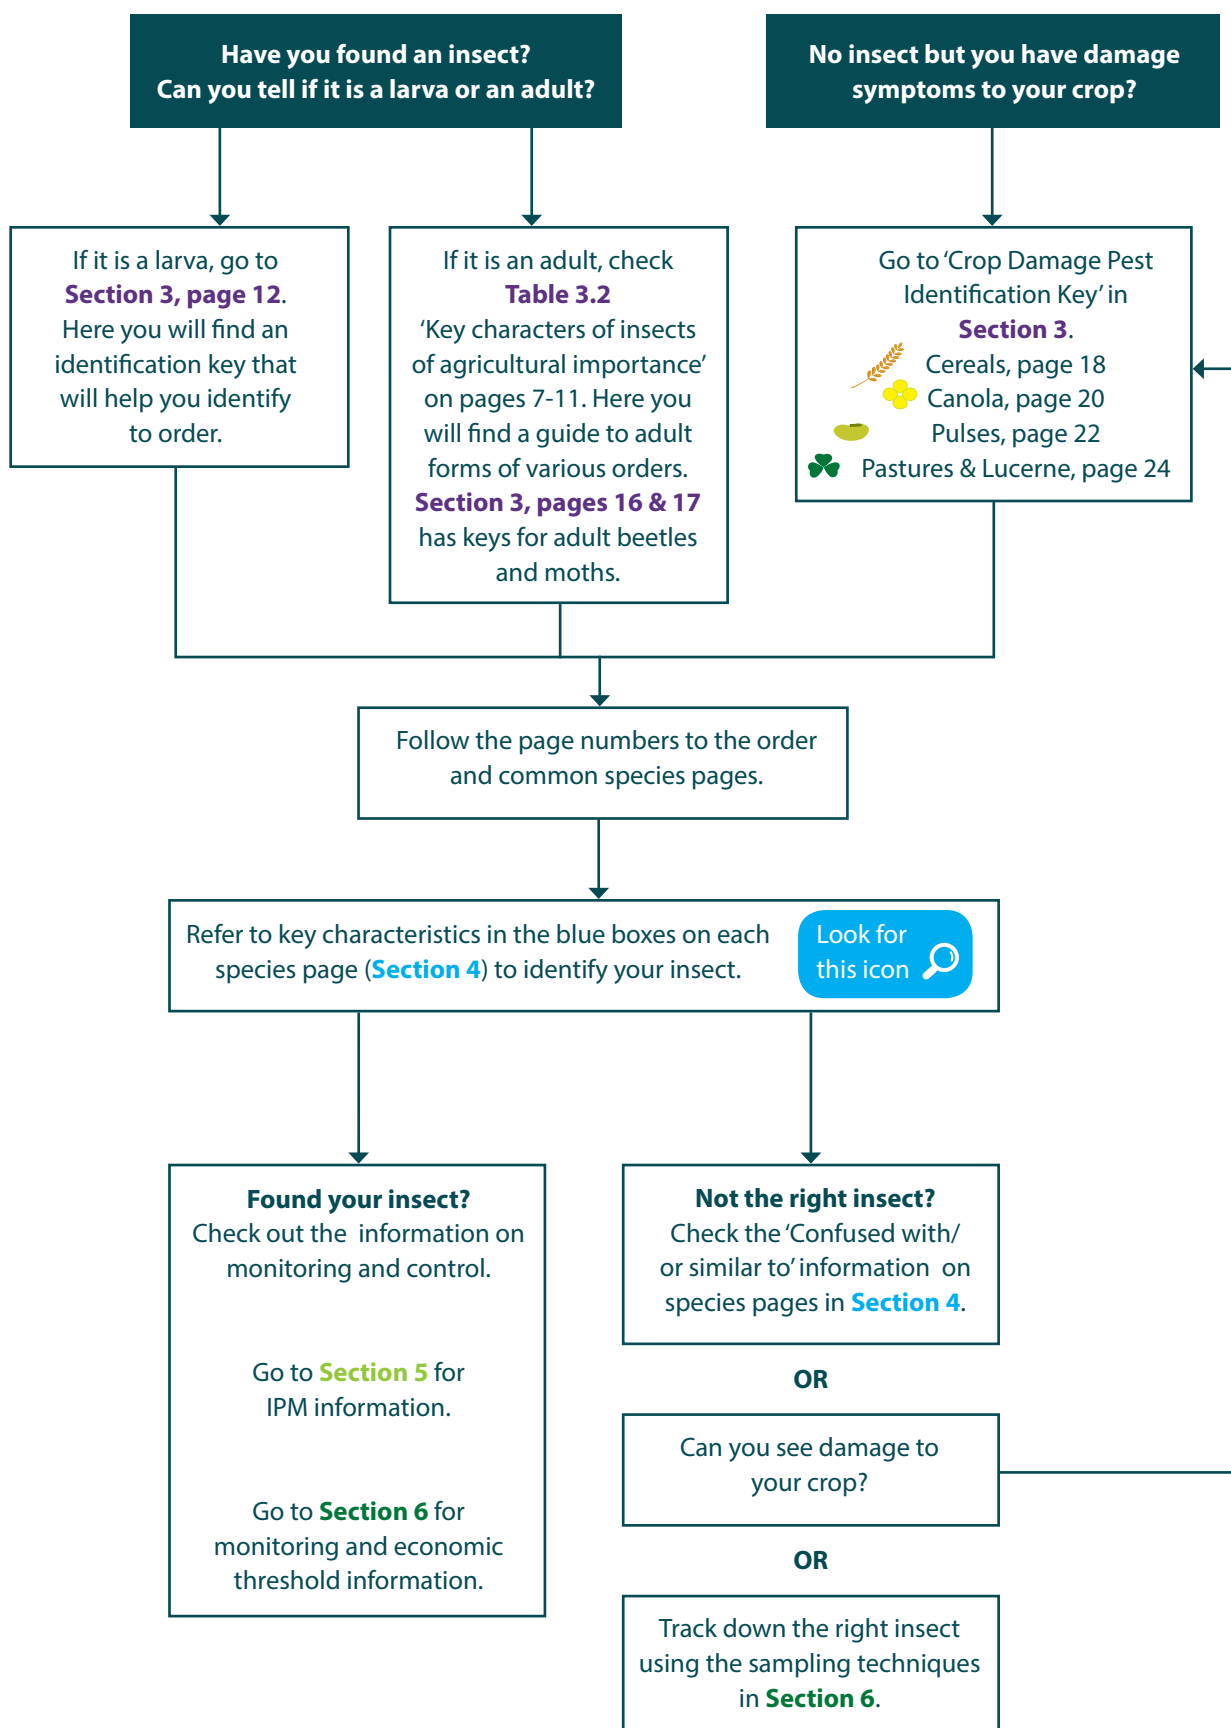 Have you found an insect?
Can you tell if it is a larva or an adult?
No insect but you have damage
symptoms to your crop?
If it is a larva, go to
Section 3, page 12.
Here you will find an
identification key that
will help you identify
to order.
If it is an adult, check
Table 3.2
‘Key characters of insects
of agricultural importance’
on pages 7-11. Here you
will find a guide to adult
forms of various orders.
Section 3, pages 16 & 17
has keys for adult beetles
and moths.
Go to ‘Crop Damage Pest
Identification Key’ in
Section 3.
Cereals, page 18
Canola, page 20
Pulses, page 22
Pastures & Lucerne, page 24
Follow the page numbers to the order
and common species pages.
Refer to key characteristics in the blue boxes on each
species page (Section 4) to identify your insect.
Look for
this icon
Found your insect?
Check out the information on
monitoring and control.
Go to Section 5 for
IPM information.
Go to Section 6 for
monitoring and economic
threshold information.
Not the right insect?
Check the ‘Confused with/
or similar to’ information on
species pages in Section 4.
OR
Can you see damage to
your crop?
OR
Track down the right insect
using the sampling techniques
in Section 6.